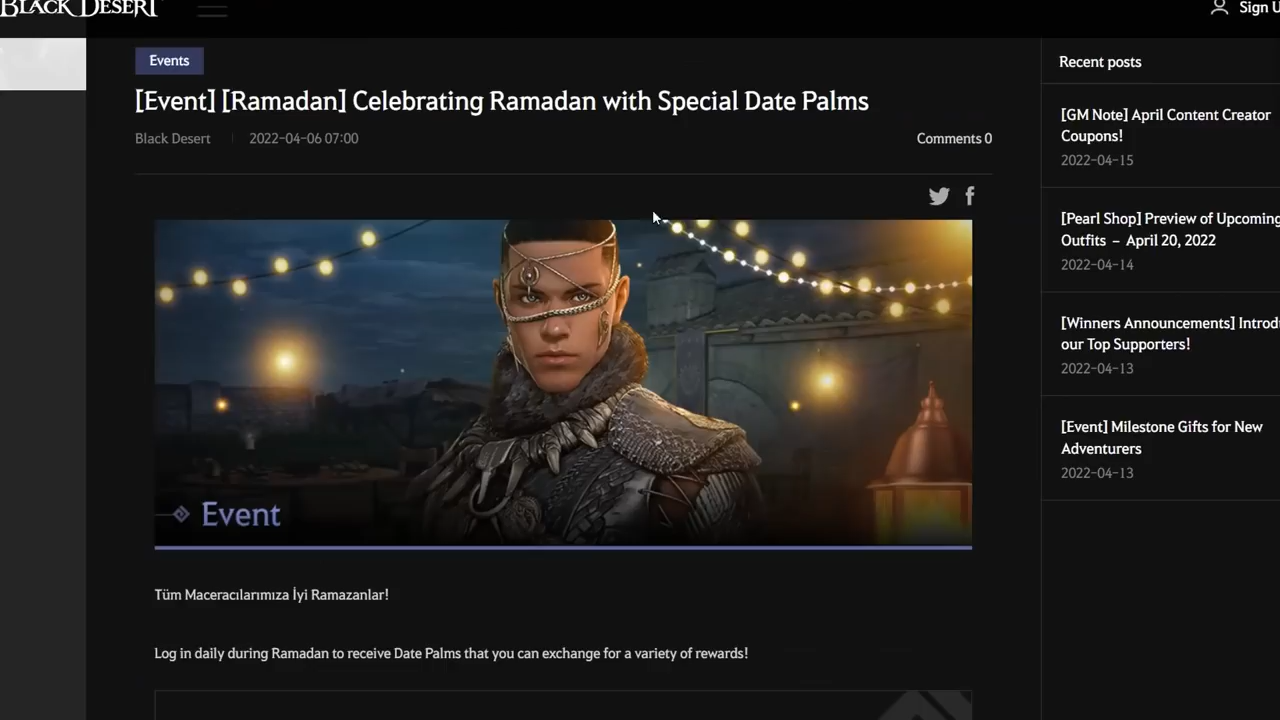 BLACK DESERT
Sign U
Events
[Event] [Ramadan] Celebrating Ramadan with Special Date Palms
Black Desert
2022-04-06 07:00
Comments 0
Event
Tüm Maceracılarımıza İyi Ramazanlar!
Log in daily during Ramadan to receive Date Palms that you can exchange for a variety of rewards!
Recent posts
[GM Note] April Content Creator
Coupons!
2022-04-15
[Pearl Shop] Preview of Upcoming
Outfits – April 20, 2022
2022-04-14
[Winners Announcements] Introd
our Top Supporters!
2022-04-13
[Event] Milestone Gifts for New
Adventurers
2022-04-13